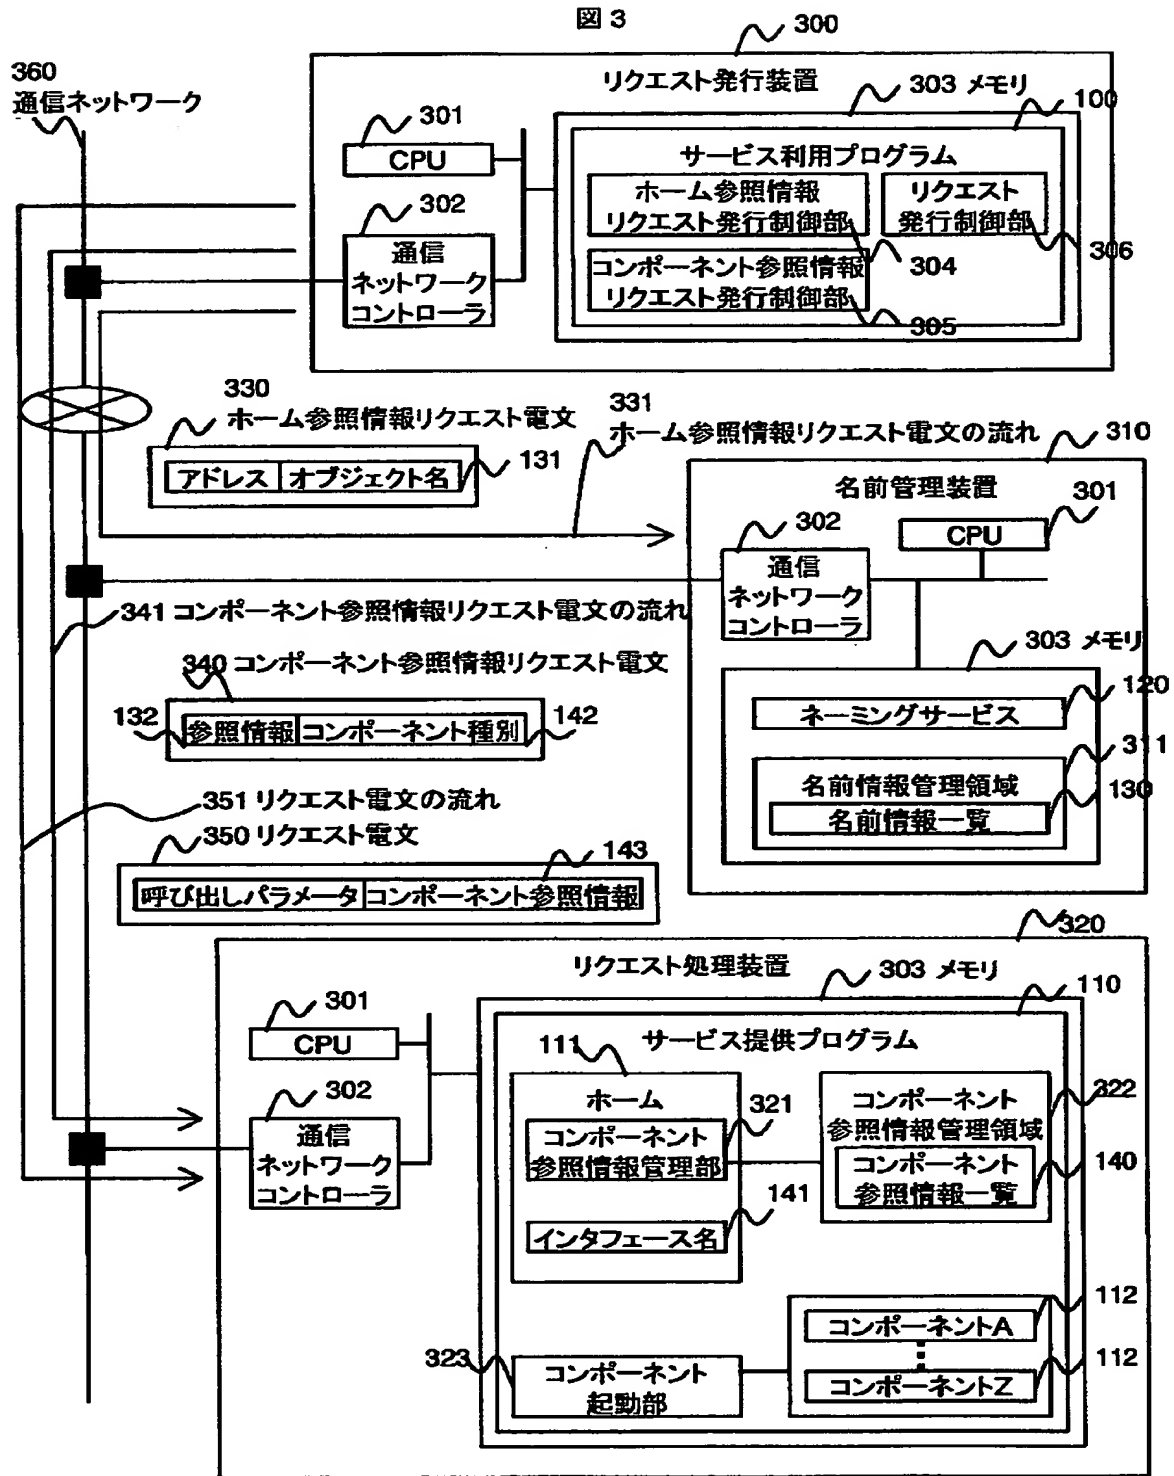 図3
300
360
通信ネットワーク
リクエスト発行装置
303 メモリ
100
301
CPU
サービス利用プログラム
ホーム参照情報
リクエスト発行制御部
リクエスト
発行制御部
302
通信
ネットワーク
コントローラ
304
306
コンポーネント参照情報
リクエスト発行制御部
305
330
ホーム参照情報リクエスト電文
アドレス
オブジェクト名
131
331
ホーム参照情報リクエスト電文の流れ
310
名前管理装置
302
301
CPU
通信
ネットワーク
コントローラ
341 コンポーネント参照情報リクエスト電文の流れ
303 メモリ
340 コンポーネント参照情報リクエスト電文
120
ネーミングサービス
132
参照情報
コンポーネント種別
142
311
名前情報管理領域
130
名前情報一覧
351 リクエスト電文の流れ
350 リクエスト電文
143
呼び出しパラメータ
コンポーネント参照情報
320
リクエスト処理装置
303 メモリ
110
301
CPU
サービス提供プログラム
111
ホーム
302
通信
ネットワーク
コントローラ
321
コンポーネント
参照情報管理部
コンポーネント
参照情報管理領域
322
コンポーネント
参照情報一覧
140
141
インタフェース名
112
コンポーネントA
323
コンポーネント
起動部
112
コンポーネントZ